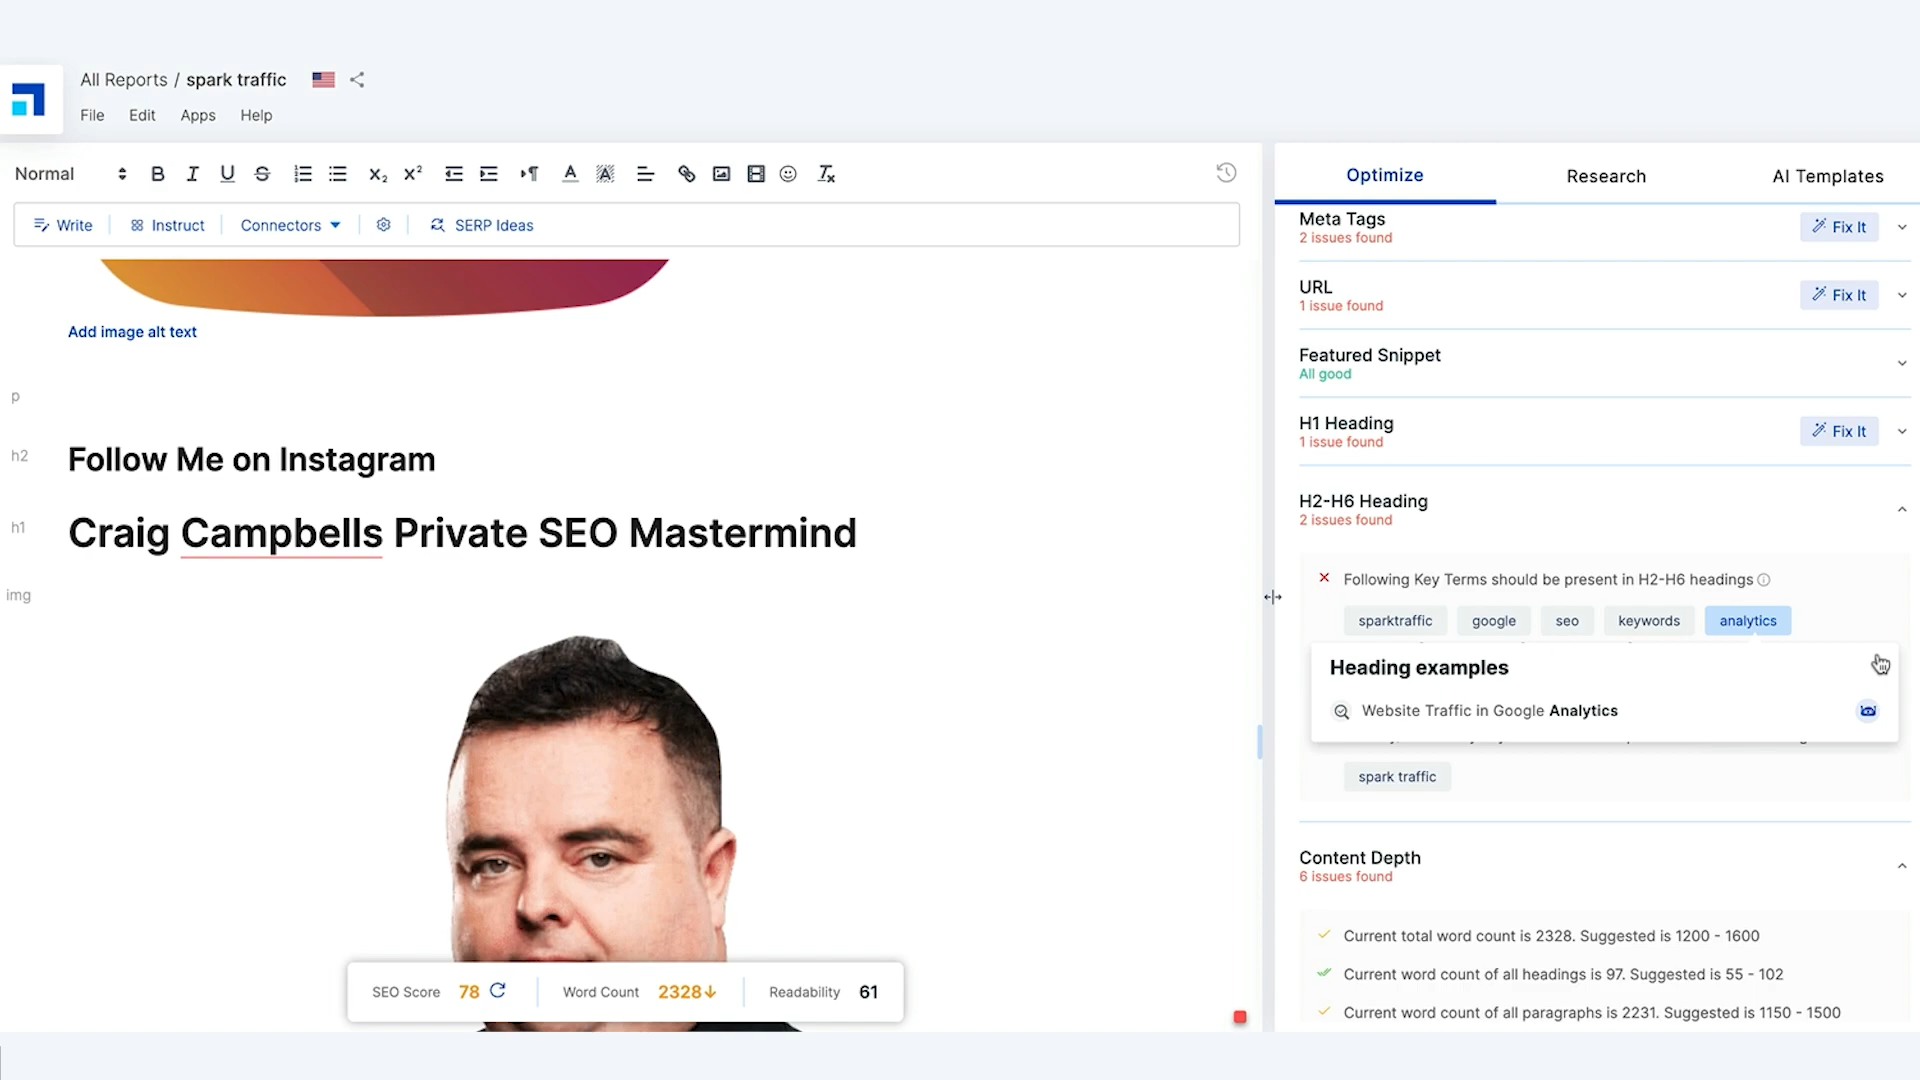 All Reports / spark traffic
File Edit Apps Help
Normal
Write Instruct Connectors SERP Ideas
Add image alt text
p
h2 Follow Me on Instagram
h1 Craig Campbells Private SEO Mastermind
img
SEO Score 78 Word Count 2328 Readability 61
Optimize Research AI Templates
Meta Tags
2 issues found
Fix It
URL
1 issue found
Fix It
Featured Snippet
All good
H1 Heading
1 issue found
Fix It
H2-H6 Heading
2 issues found
Following Key Terms should be present in H2-H6 headings
sparktraffic google seo keywords analytics
Heading examples
Website Traffic in Google Analytics
spark traffic
Content Depth
6 issues found
Current total word count is 2328. Suggested is 1200 - 1600
Current word count of all headings is 97. Suggested is 55 - 102
Current word count of all paragraphs is 2231. Suggested is 1150 - 1500